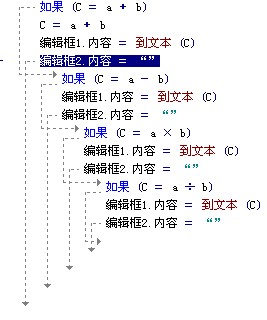 如果 (C = a + b)
C = a + b
编辑框1.内容 = 到文本 (C)
编辑框2.内容 = “”
如果 (C = a - b)
编辑框1.内容 = 到文本 (C)
编辑框2.内容 = “”
如果 (C = a × b)
编辑框1.内容 = 到文本 (C)
编辑框2.内容 = “”
如果 (C = a ÷ b)
编辑框1.内容 = 到文本 (C)
编辑框2.内容 = “”